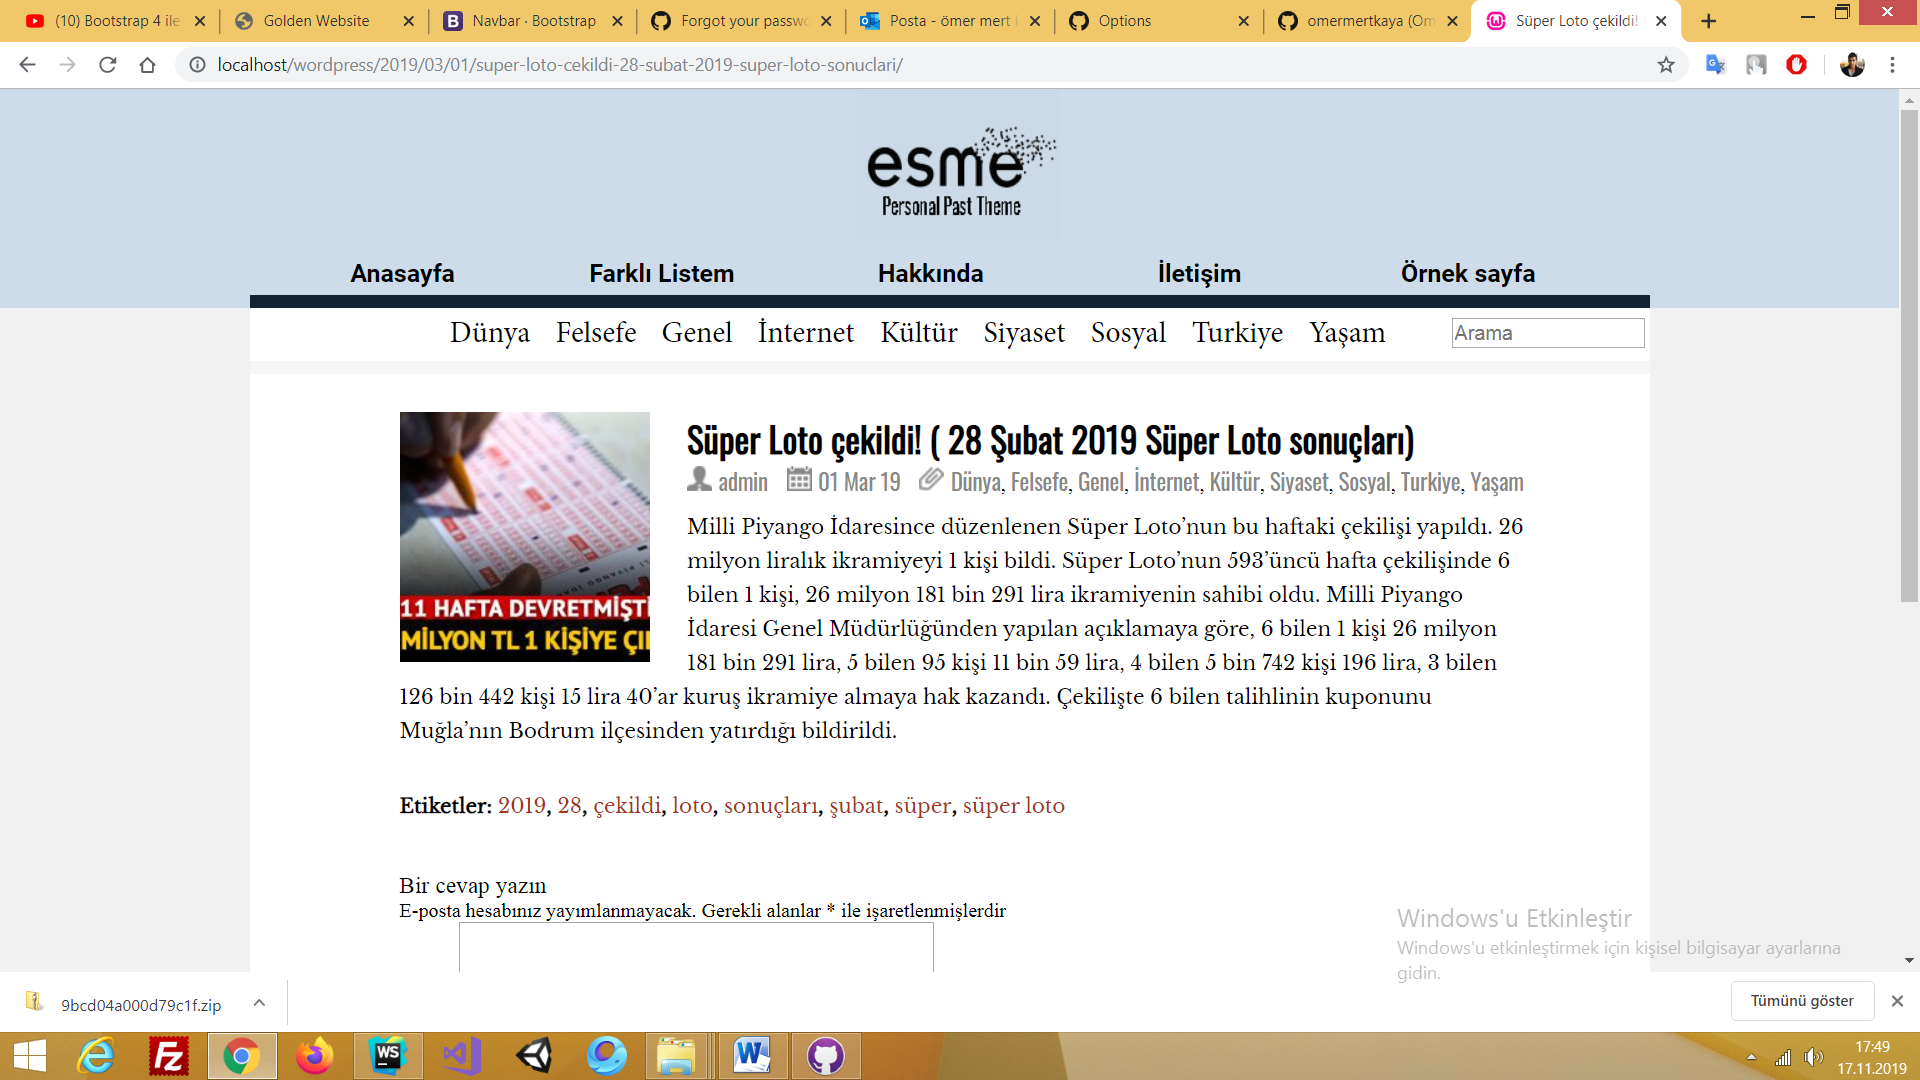 (10) Bootstrap 4 ile
Golden Website
Navbar · Bootstrap
Forgot your passwo
Posta - ömer mert k
Options
omermertkaya (Om
Süper Loto çekildi! (
localhost/wordpress/2019/03/01/super-loto-cekildi-28-subat-2019-super-loto-sonuclari/
esme
Personal Past Theme
Anasayfa Farklı Listem Hakkında İletişim Örnek sayfa
Dünya Felsefe Genel İnternet Kültür Siyaset Sosyal Turkiye Yaşam Arama
11 HAFTA DEVRETMİŞTİ
MİLYON TL 1 KİŞİYE ÇI
Süper Loto çekildi! ( 28 Şubat 2019 Süper Loto sonuçları)
admin 01 Mar 19 Dünya, Felsefe, Genel, İnternet, Kültür, Siyaset, Sosyal, Turkiye, Yaşam
Milli Piyango İdaresince düzenlenen Süper Loto’nun bu haftaki çekilişi yapıldı. 26
milyon liralık ikramiyeyi 1 kişi bildi. Süper Loto’nun 593’üncü hafta çekilişinde 6
bilen 1 kişi, 26 milyon 181 bin 291 lira ikramiyenin sahibi oldu. Milli Piyango
İdaresi Genel Müdürlüğünden yapılan açıklamaya göre, 6 bilen 1 kişi 26 milyon
181 bin 291 lira, 5 bilen 95 kişi 11 bin 59 lira, 4 bilen 5 bin 742 kişi 196 lira, 3 bilen
126 bin 442 kişi 15 lira 40’ar kuruş ikramiye almaya hak kazandı. Çekilişte 6 bilen talihlinin kuponunu
Muğla’nın Bodrum ilçesinden yatırdığı bildirildi.
Etiketler: 2019, 28, çekildi, loto, sonuçları, şubat, süper, süper loto
Bir cevap yazın
E-posta hesabınız yayımlanmayacak. Gerekli alanlar * ile işaretlenmişlerdir
Windows'u Etkinleştir
Windows'u etkinleştirmek için kişisel bilgisayar ayarlarına
gidin.
9bcd04a000d79c1f.zip
Tümünü göster
17:49
17.11.2019